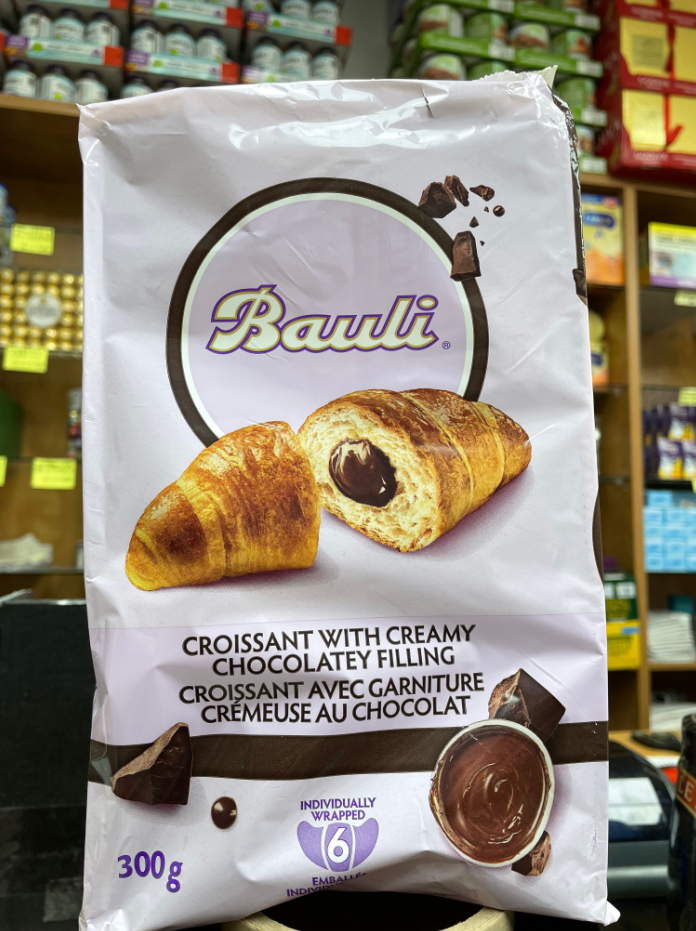 Bauli®
CROISSANT WITH CREAMY
CHOCOLATEY FILLING
CROISSANT AVEC GARNITURE
CRÉMEUSE AU CHOCOLAT
INDIVIDUALLY
WRAPPED
6
300g